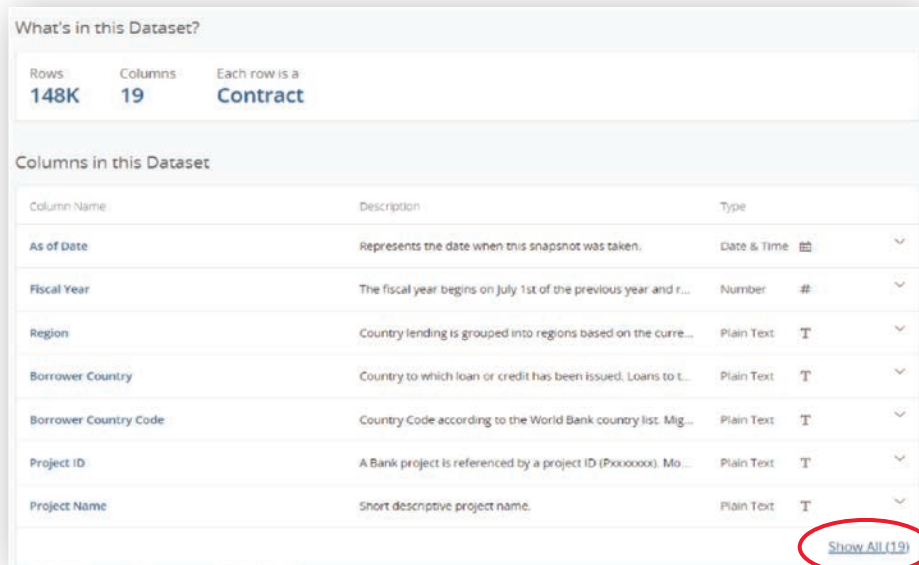 What's in this Dataset?
Rows Columns Each row is a
148K 19 Contract
Columns in this Dataset
Column Name Description Type
As of Date Represents the date when this snapshot was taken. Date & Time
Fiscal Year The fiscal year begins on July 1st of the previous year and r... Number #
Region Country lending is grouped into regions based on the curre... Plain Text T
Borrower Country Country to which loan or credit has been issued. Loans to t... Plain Text T
Borrower Country Code Country Code according to the World Bank country list. Mig... Plain Text T
Project ID A Bank project is referenced by a project ID (Pxxxxxxx). Mo... Plain Text T
Project Name Short descriptive project name. Plain Text T
Show All (19)